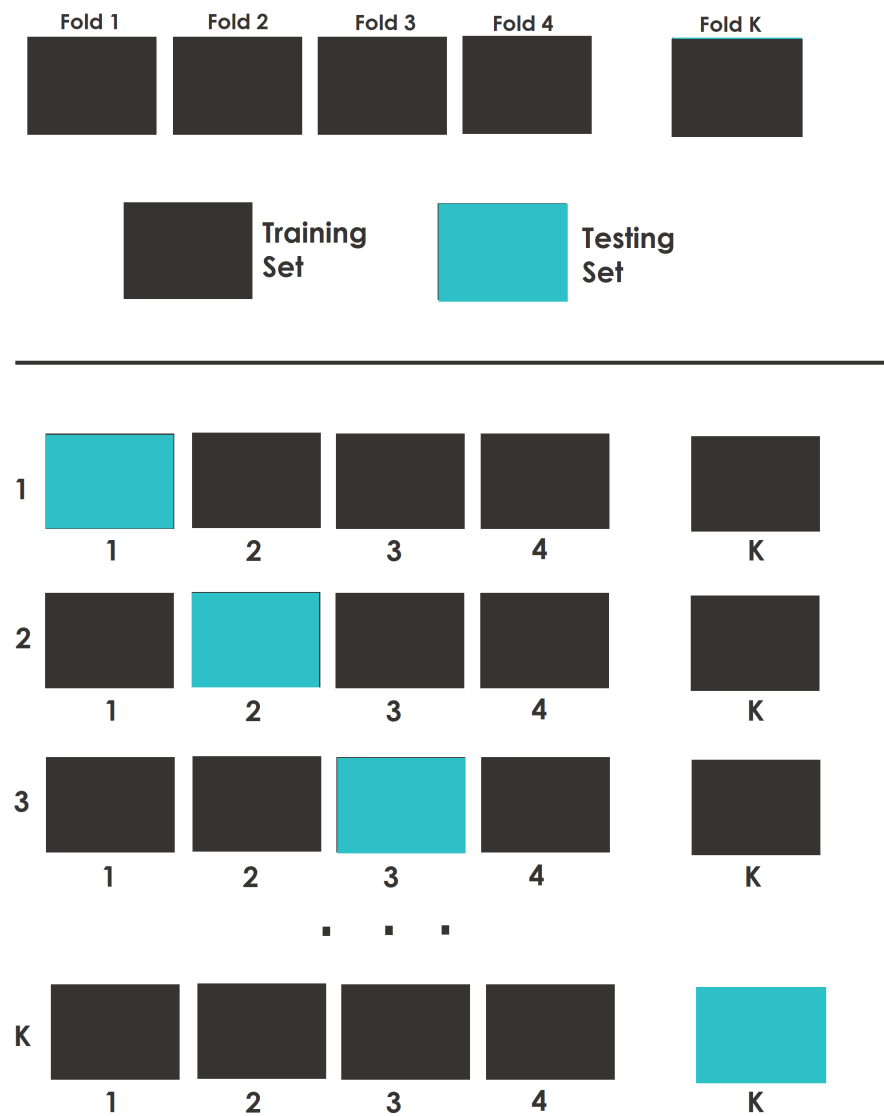 Fold 1 Fold 2 Fold 3 Fold 4 Fold K
Training
Set
Testing
Set
1
1 2 3 4 K
2
1 2 3 4 K
3
1 2 3 4 K
. . .
K
1 2 3 4 K